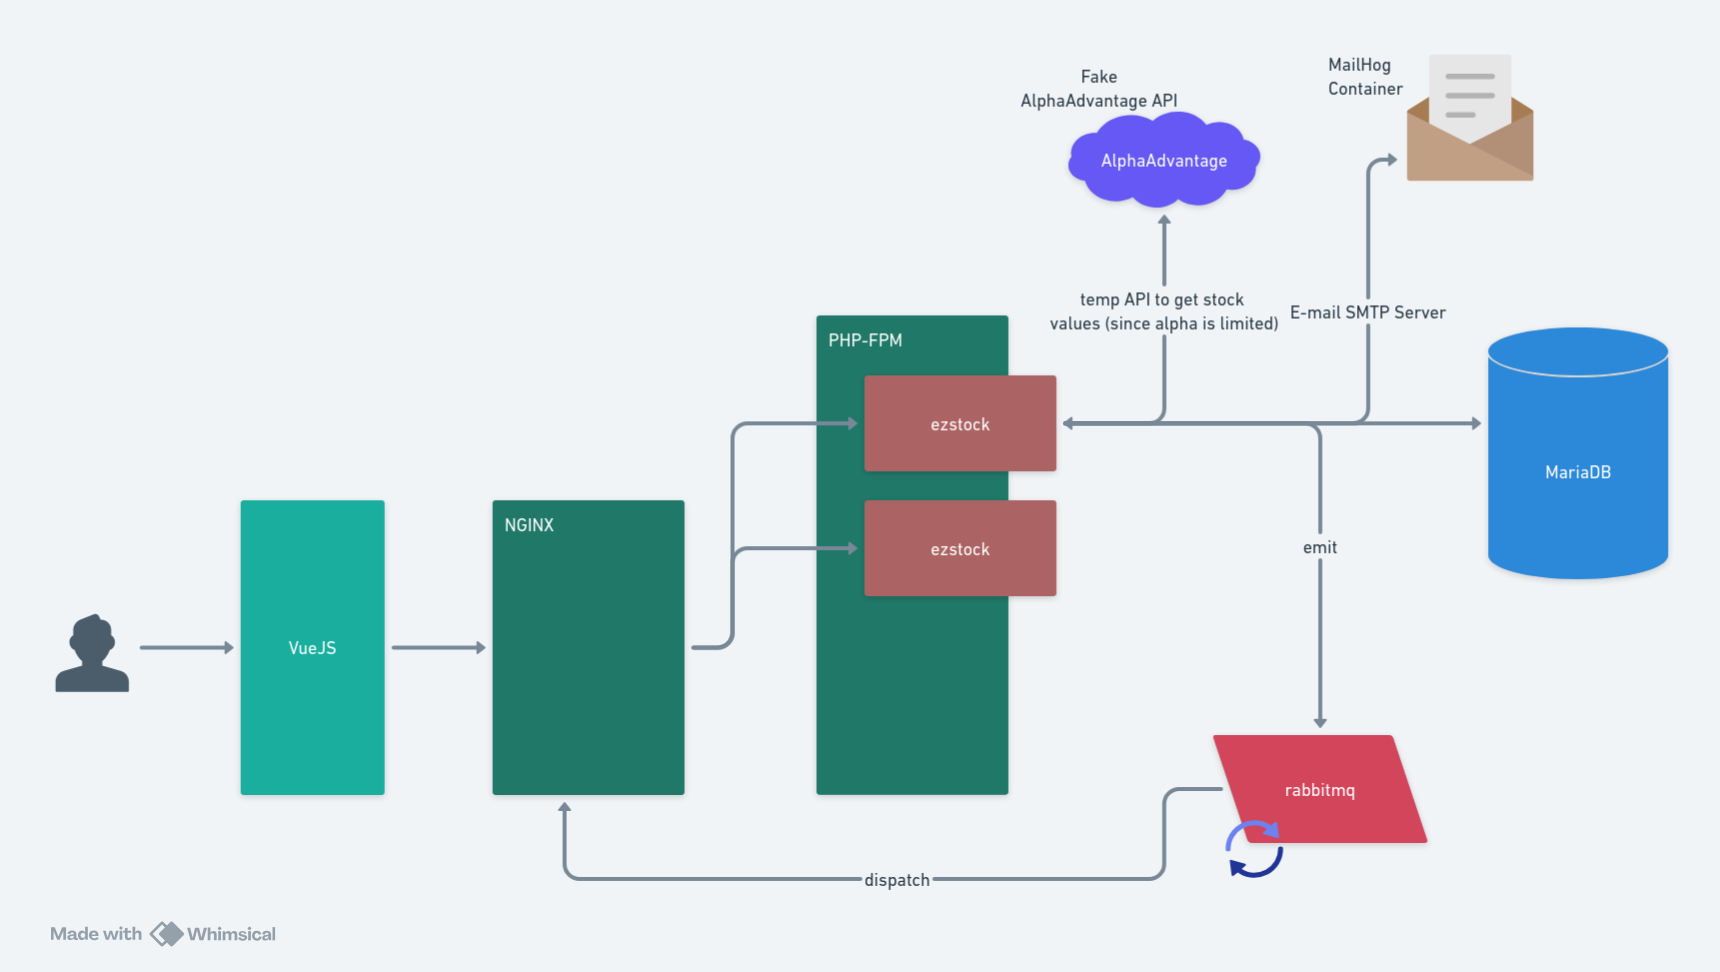 Fake
AlphaAdvantage API
AlphaAdvantage
MailHog
Container
temp API to get stock
values (since alpha is limited)
E-mail SMTP Server
PHP-FPM
ezstock
ezstock
MariaDB
NGINX
emit
VueJS
rabbitmq
dispatch
Made with Whimsical